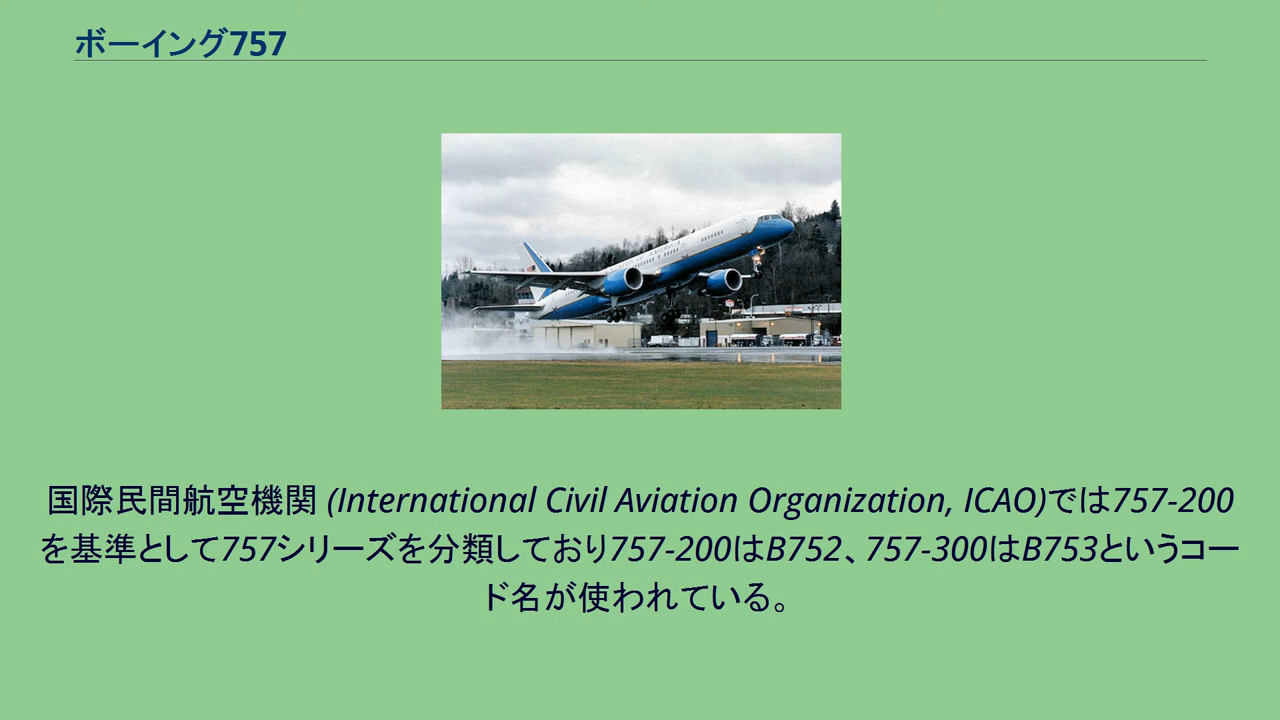 ボーイング757
国際民間航空機関 (International Civil Aviation Organization, ICAO)では757-200
を基準として757シリーズを分類しており757-200はB752、757-300はB753というコー
ド名が使われている。